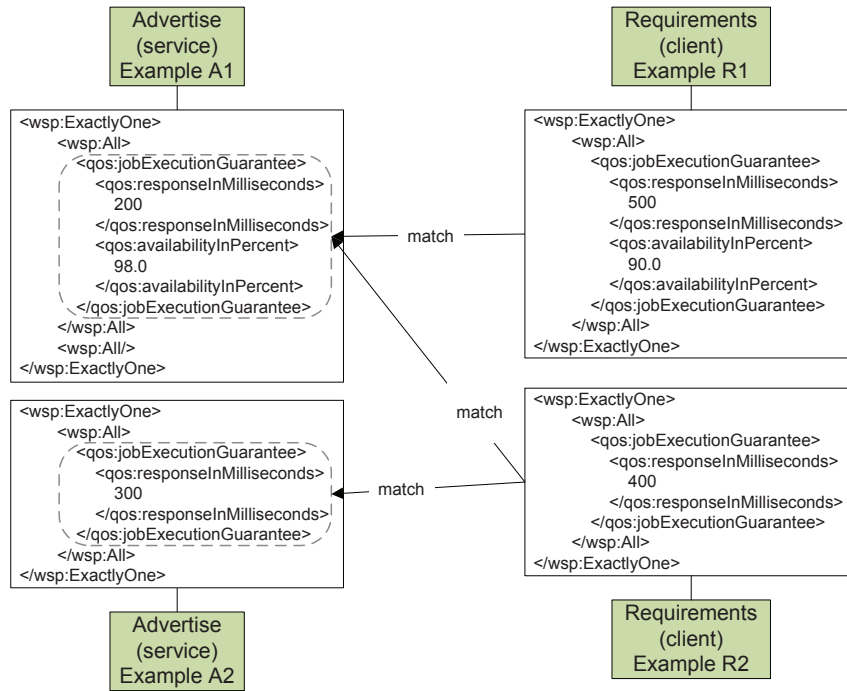 Advertise
(service)
Example A1
<wsp:ExactlyOne>
<wsp:All>
<qos:jobExecutionGuarantee>
<qos:responseInMilliseconds>
200
</qos:responseInMilliseconds>
<qos:availabilityInPercent>
98.0
</qos:availabilityInPercent>
</qos:jobExecutionGuarantee>
</wsp:All>
<wsp:All/>
</wsp:ExactlyOne>
Requirements
(client)
Example R1
<wsp:ExactlyOne>
<wsp:All>
<qos:jobExecutionGuarantee>
<qos:responseInMilliseconds>
500
</qos:responseInMilliseconds>
<qos:availabilityInPercent>
90.0
</qos:availabilityInPercent>
</qos:jobExecutionGuarantee>
</wsp:All>
</wsp:ExactlyOne>
match
match
match
<wsp:ExactlyOne>
<wsp:All>
<qos:jobExecutionGuarantee>
<qos:responseInMilliseconds>
300
</qos:responseInMilliseconds>
</qos:jobExecutionGuarantee>
</wsp:All>
</wsp:ExactlyOne>
Advertise
(service)
Example A2
<wsp:ExactlyOne>
<wsp:All>
<qos:jobExecutionGuarantee>
<qos:responseInMilliseconds>
400
</qos:responseInMilliseconds>
</qos:jobExecutionGuarantee>
</wsp:All>
</wsp:ExactlyOne>
Requirements
(client)
Example R2